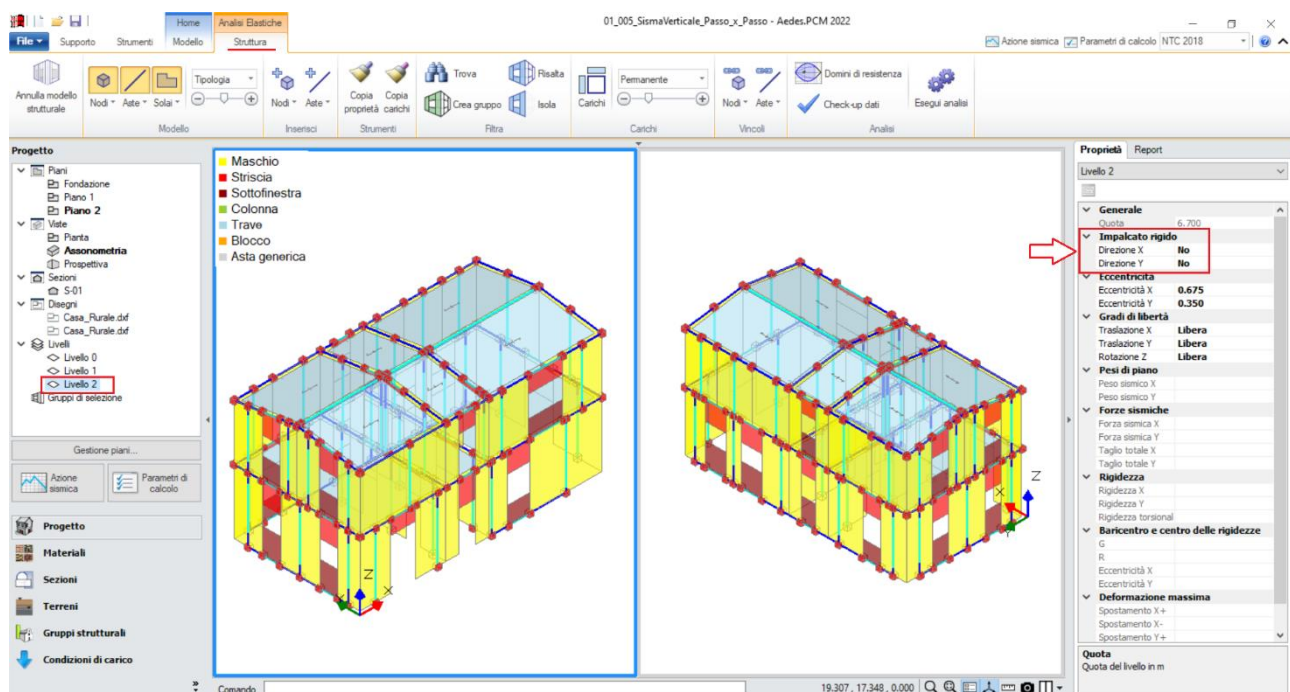 01_005_SismaVerticale_Passo_x_Passo - Aedes.PCM 2022
Home
Analisi Elastiche
File
Supporto
Strumenti
Modello
Struttura
Azione sismica
Parametri di calcolo
NTC 2018
Annulla modello
strutturale
Nodi
Aste
Solai
Tipologia
Modello
Nodi
Aste
Inserisci
Copia
proprietà
Copia
carichi
Strumenti
Trova
Crea gruppo
Risalta
Isola
Filtra
Carichi
Permanente
Carichi
Nodi
Aste
Vincoli
Domini di resistenza
Check-up dati
Esegui analisi
Analisi
Progetto
Piani
Fondazione
Piano 1
Piano 2
Viste
Pianta
Assonometria
Prospettiva
Sezioni
S-01
Disegni
Casa_Rurale.dxf
Casa_Rurale.dxf
Livelli
Livello 0
Livello 1
Livello 2
Gruppi di selezione
Gestione piani...
Azione
sismica
Parametri di
calcolo
Progetto
Materiali
Sezioni
Terreni
Gruppi strutturali
Condizioni di carico
Maschio
Striscia
Sottofinestra
Colonna
Trave
Blocco
Asta generica
Z
X
Z
X
Comando
19.307 , 17.348 , 0.000
Proprietà
Report
Livello 2
Generale
Quota 6.700
Impalcato rigido
Direzione X No
Direzione Y No
Eccentricità
Eccentricità X 0.675
Eccentricità Y 0.350
Gradi di libertà
Traslazione X Libera
Traslazione Y Libera
Rotazione Z Libera
Pesi di piano
Peso sismico X
Peso sismico Y
Forze sismiche
Forza sismica X
Forza sismica Y
Taglio totale X
Taglio totale Y
Rigidezza
Rigidezza X
Rigidezza Y
Rigidezza torsional
Baricentro e centro delle rigidezze
G
R
Eccentricità X
Eccentricità Y
Deformazione massima
Spostamento X+
Spostamento X-
Spostamento Y+
Quota
Quota del livello in m